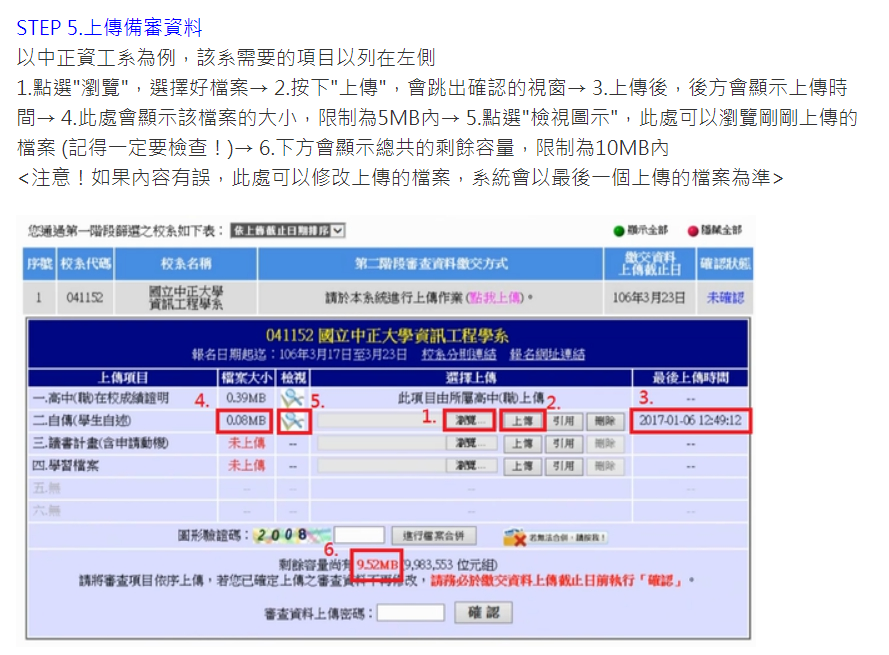 STEP 5.上傳備審資料
以中正資工系為例，該系需要的項目以列在左側
1.點選"瀏覽"，選擇好檔案→ 2.按下"上傳"，會跳出確認的視窗→ 3.上傳後，後方會顯示上傳時
間→ 4.此處會顯示該檔案的大小，限制為5MB內→ 5.點選"檢視圖示"，此處可以瀏覽剛剛上傳的
檔案 (記得一定要檢查！)→ 6.下方會顯示總共的剩餘容量，限制為10MB內
<注意！如果內容有誤，此處可以修改上傳的檔案，系統會以最後一個上傳的檔案為準>
您通過第一階段篩選之校系如下表： 依上傳截止日期排序 顯示全部 隱藏全部
序號 校系代碼 校系名稱 第二階段審查資料繳交方式 繳交資料上傳截止日 確認狀態
1 041152 國立中正大學資訊工程學系 請於本系統進行上傳作業(點我上傳)。 106年3月23日 未確認
041152 國立中正大學資訊工程學系
報名日期起迄：106年3月17日至3月23日 校系分則連結 報名網址連結
上傳項目 檔案大小 檢視 選擇上傳 最後上傳時間
一.高中(職)在校成績證明 4. 0.39MB 5. 此項目由所屬高中(職)上傳 3. --
二.自傳(學生自述) 0.08MB 1. 瀏覽... 2. 上傳 引用 刪除 2017-01-06 12:49:12
三.讀書計畫(含申請動機) 未上傳 -- 瀏覽... 上傳 引用 刪除 --
四.學習檔案 未上傳 -- 瀏覽... 上傳 引用 刪除 --
五.無 -- -- -- --
六.無 -- -- -- --
圖形驗證碼： 2008 進行檔案合併 若無法合併，請按我！
6.
剩餘容量尚有 9.52MB (9,983,553 位元組)
請將審查項目依序上傳，若您已確定上傳之審查資料不再修改，請務必於繳交資料上傳截止日前執行「確認」。
審查資料上傳密碼： 確認